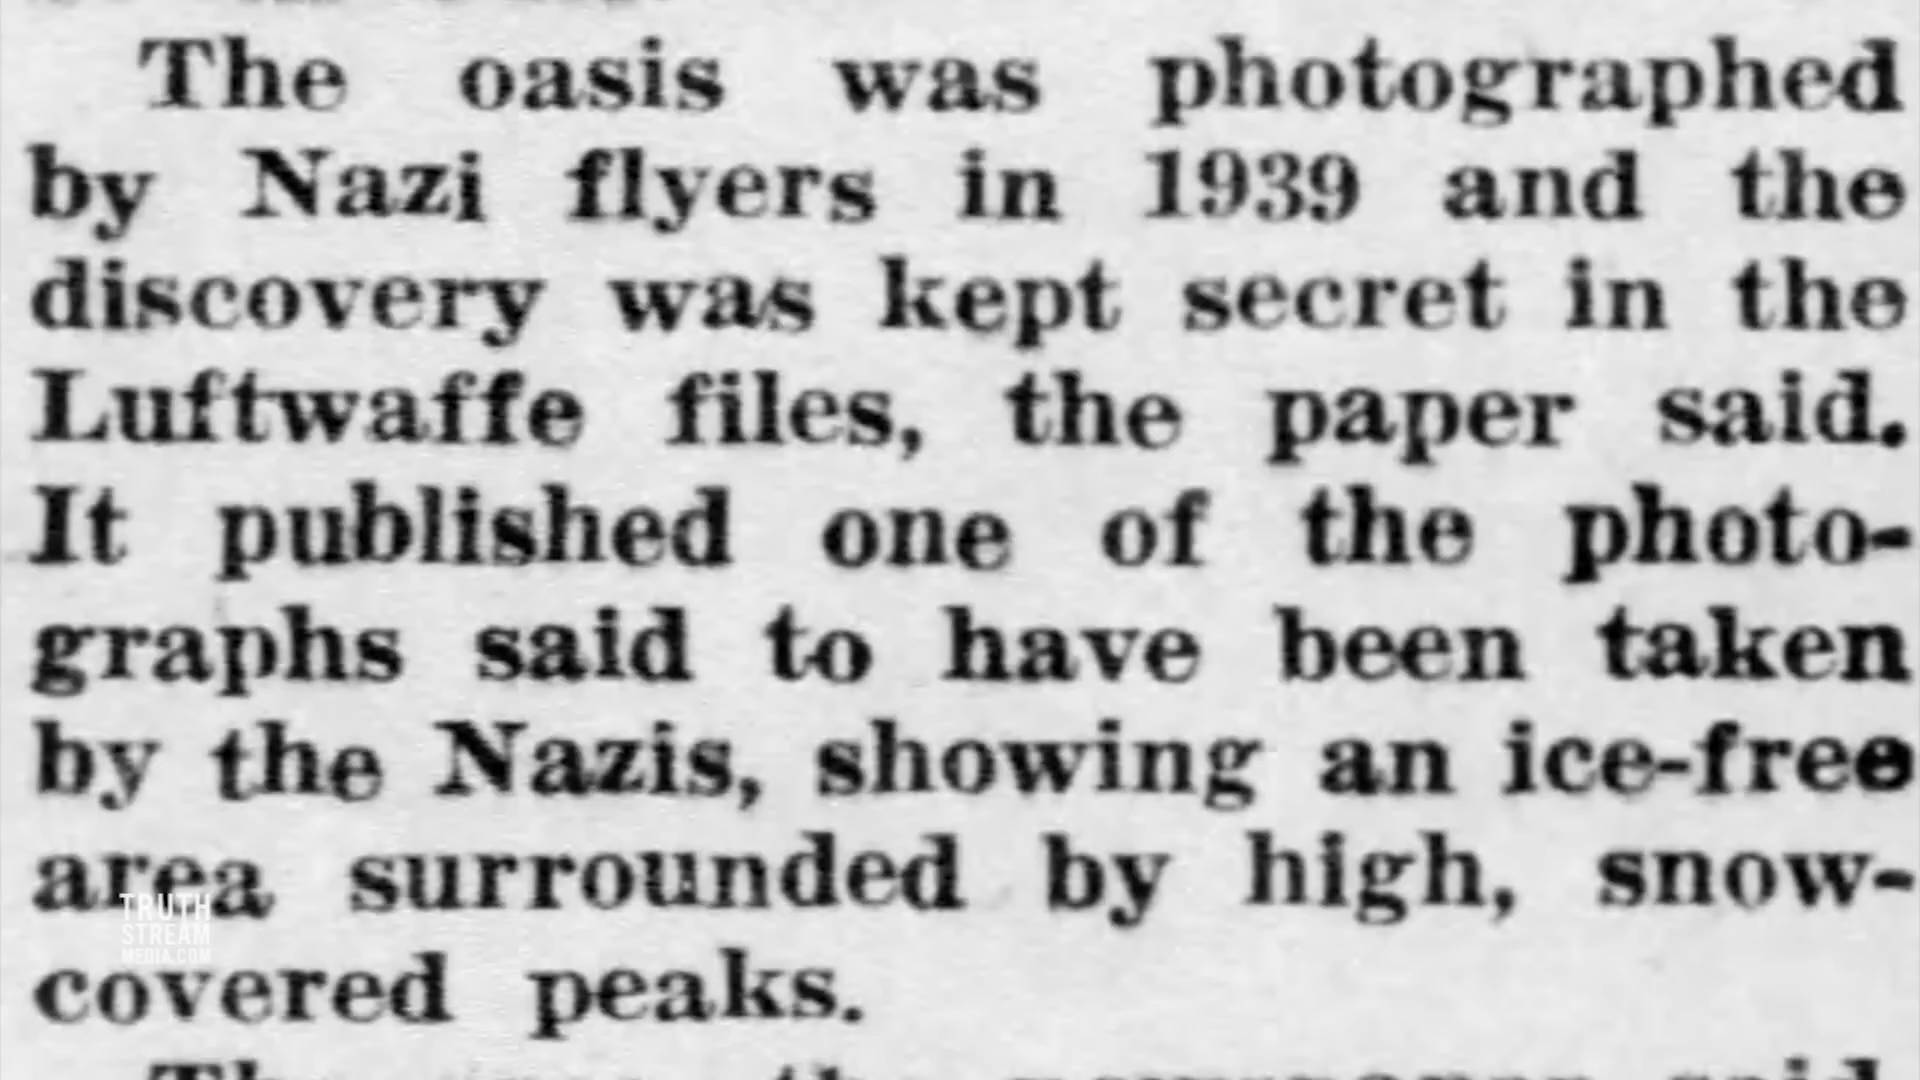 The oasis was photographed
by Nazi flyers in 1939 and the
discovery was kept secret in the
Luftwaffe files, the paper said.
It published one of the photo-
graphs said to have been taken
by the Nazis, showing an ice-free
area surrounded by high, snow-
covered peaks.
TRUTH
STREAM
MEDIA.COM